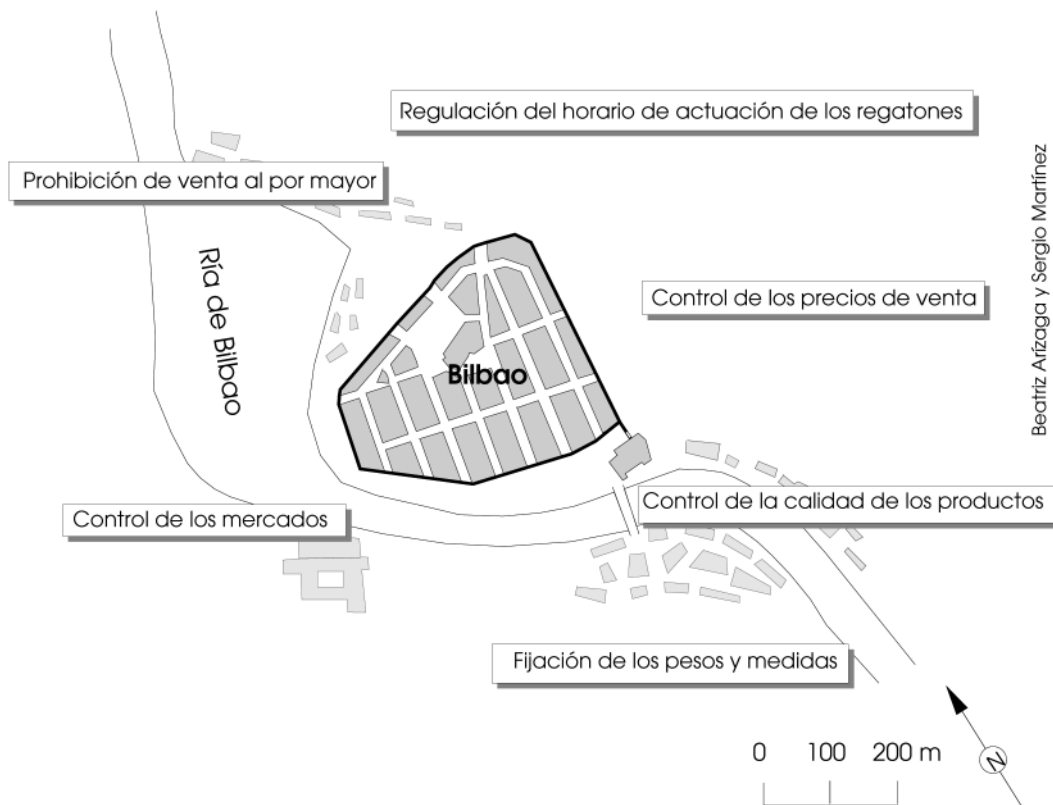 Regulación del horario de actuación de los regatones
Prohibición de venta al por mayor
Beatriz Arízaga y Sergio Martínez
Ría de Bilbao
Control de los precios de venta
Bilbao
Control de la calidad de los productos
Control de los mercados
Fijación de los pesos y medidas
0 100 200 m
N